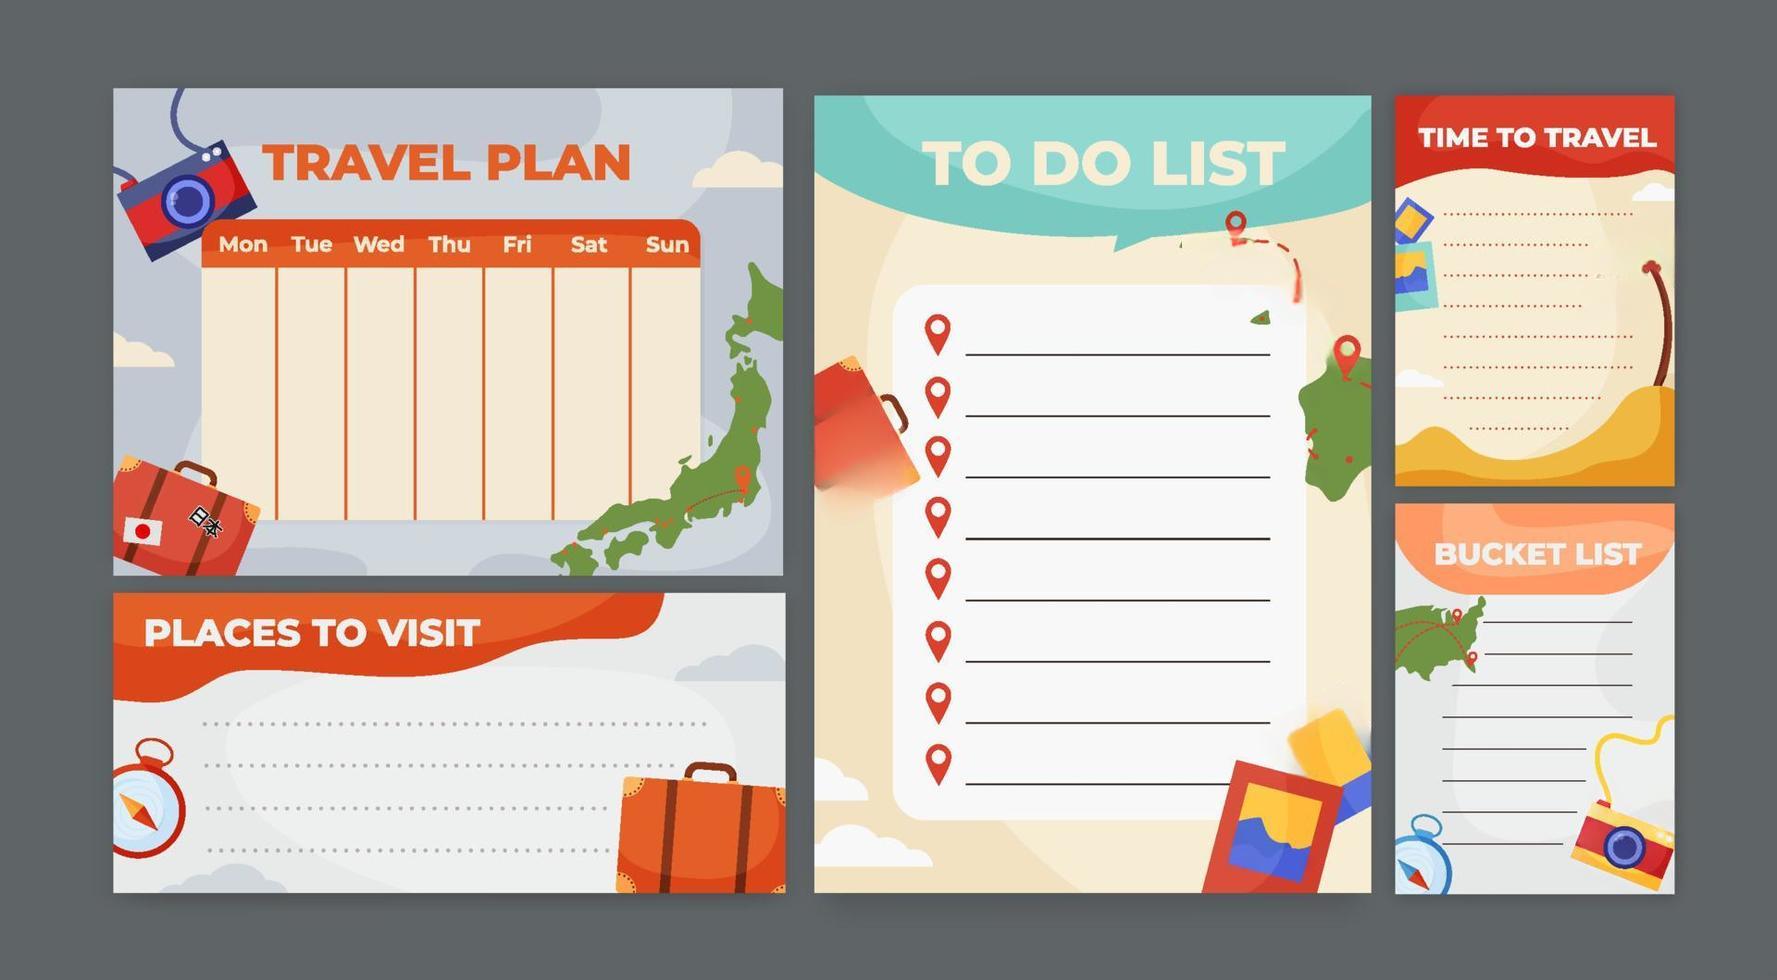 TRAVEL PLAN
Mon Tue Wed Thu Fri Sat Sun
日本
PLACES TO VISIT
TO DO LIST
TIME TO TRAVEL
BUCKET LIST